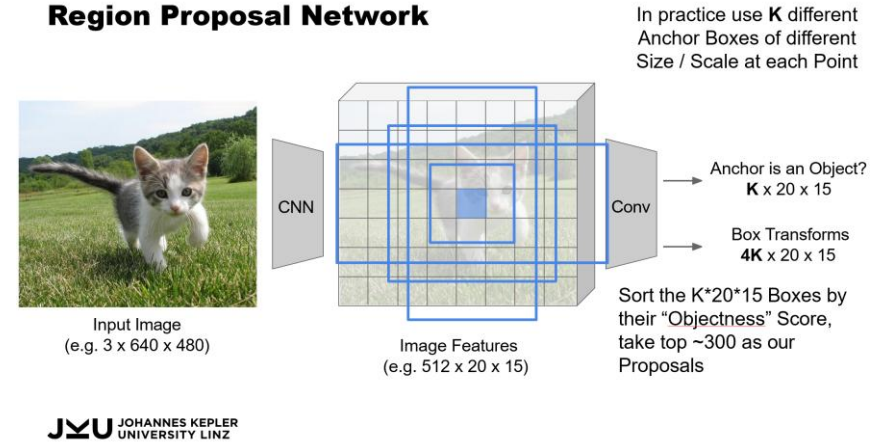 Region Proposal Network
In practice use K different
Anchor Boxes of different
Size / Scale at each Point
CNN
Conv
Anchor is an Object?
K x 20 x 15
Box Transforms
4K x 20 x 15
Input Image
(e.g. 3 x 640 x 480)
Image Features
(e.g. 512 x 20 x 15)
Sort the K*20*15 Boxes by
their “Objectness” Score,
take top ~300 as our
Proposals
JKU JOHANNES KEPLER
UNIVERSITY LINZ